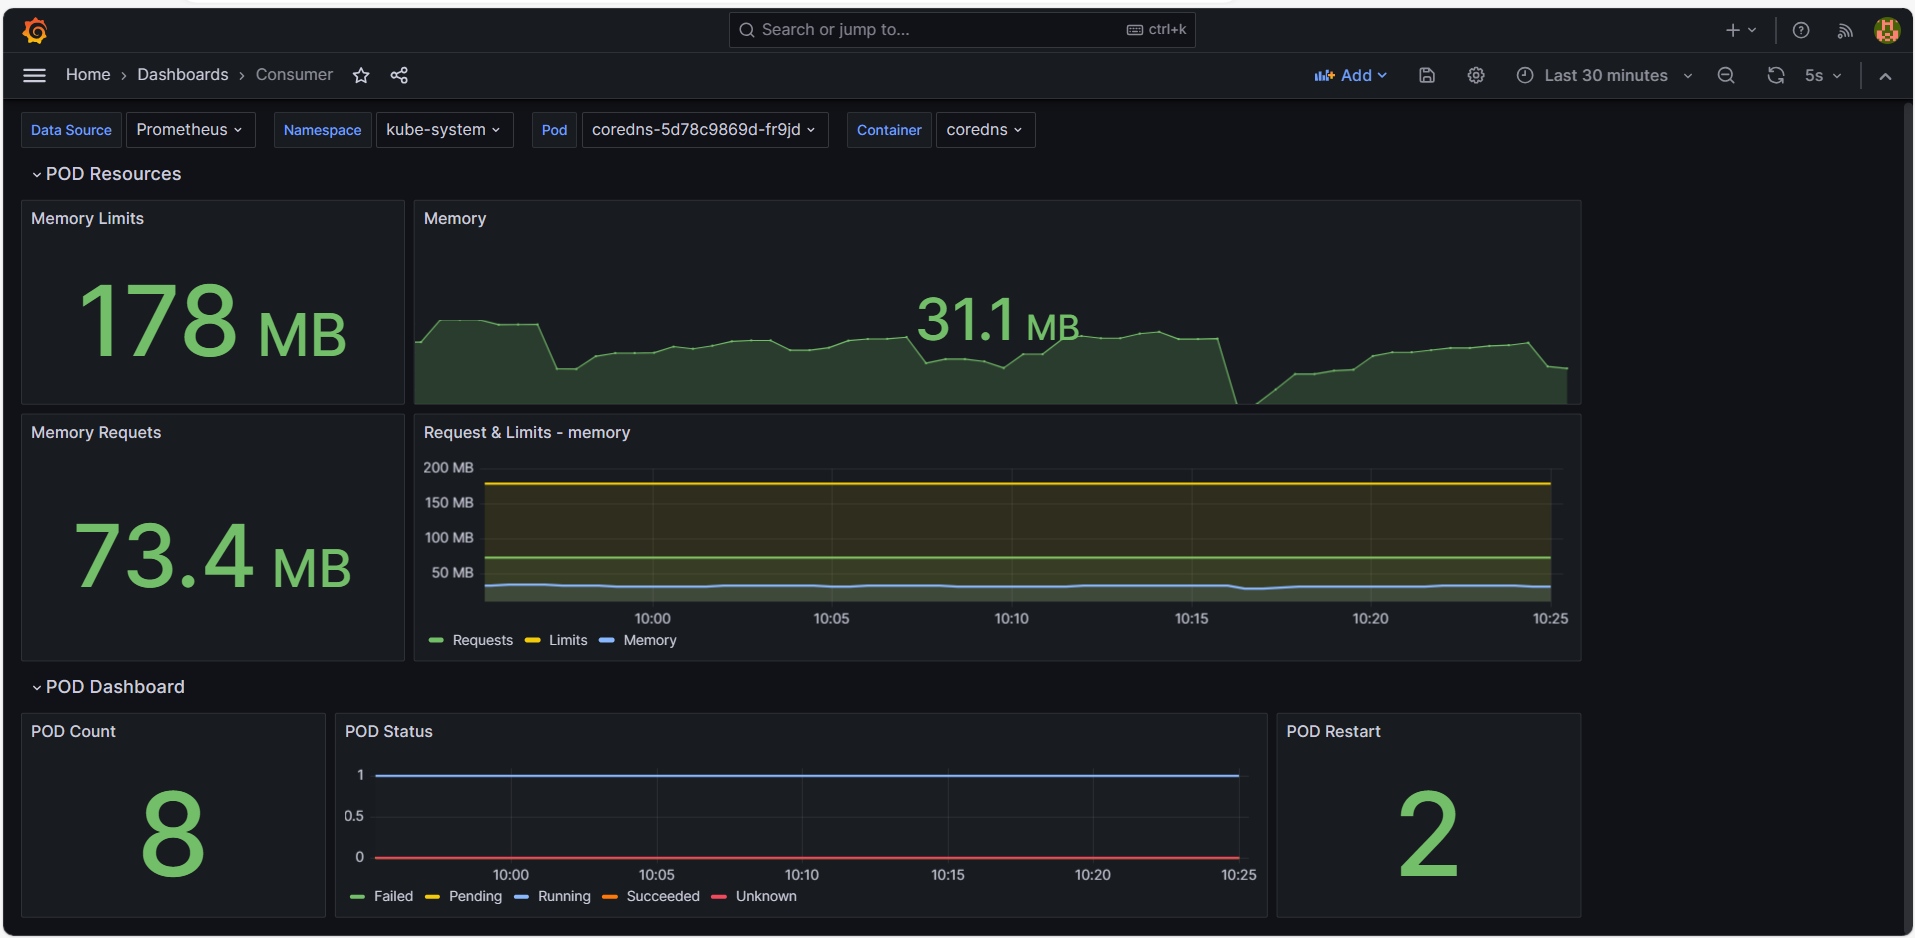 Search or jump to... ctrl+k
Home › Dashboards › Consumer Add Last 30 minutes 5s
Data Source Prometheus Namespace kube-system Pod coredns-5d78c9869d-fr9jd Container coredns
POD Resources
Memory Limits
178 MB
Memory
31.1 MB
Memory Requets
73.4 MB
Request & Limits - memory
200 MB
150 MB
100 MB
50 MB
10:00 10:05 10:10 10:15 10:20 10:25
Requests Limits Memory
POD Dashboard
POD Count
8
POD Status
1
0.5
0
10:00 10:05 10:10 10:15 10:20 10:25
Failed Pending Running Succeeded Unknown
POD Restart
2